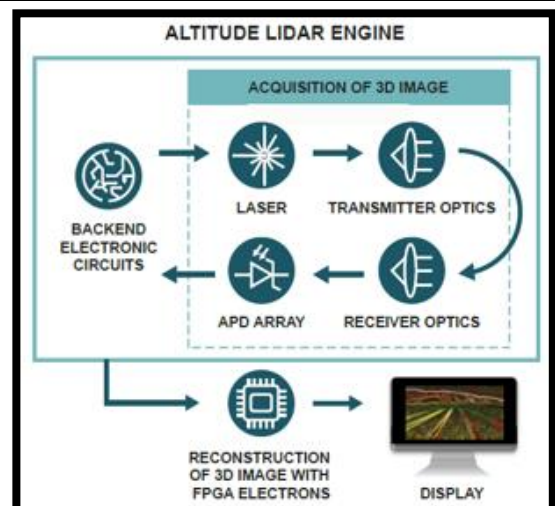 ALTITUDE LIDAR ENGINE
ACQUISITION OF 3D IMAGE
LASER
TRANSMITTER OPTICS
BACKEND
ELECTRONIC
CIRCUITS
APD ARRAY
RECEIVER OPTICS
RECONSTRUCTION
OF 3D IMAGE WITH
FPGA ELECTRONS
DISPLAY